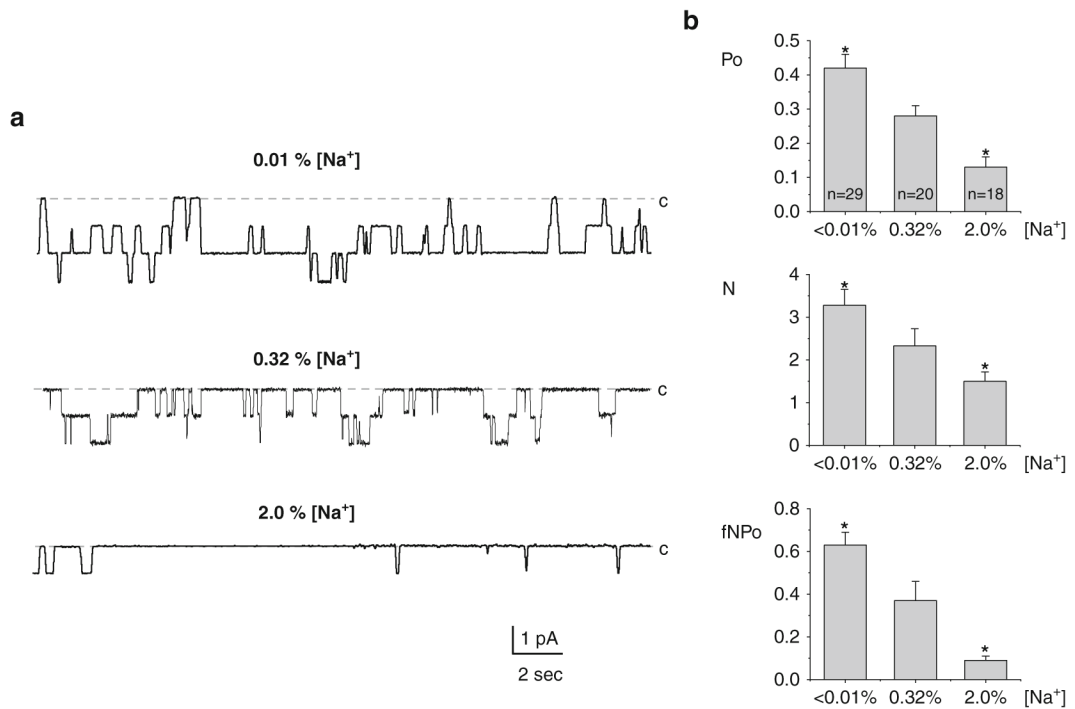 a
0.01 % [Na⁺]
c
0.32 % [Na⁺]
c
2.0 % [Na⁺]
c
1 pA
2 sec
b
Po
0.5
0.4
0.3
0.2
0.1
0.0
* *
n=29 n=20 n=18
<0.01% 0.32% 2.0% [Na⁺]
N
4
3
2
1
0
* *
<0.01% 0.32% 2.0% [Na⁺]
fNPo
0.8
0.6
0.4
0.2
0.0
* *
<0.01% 0.32% 2.0% [Na⁺]